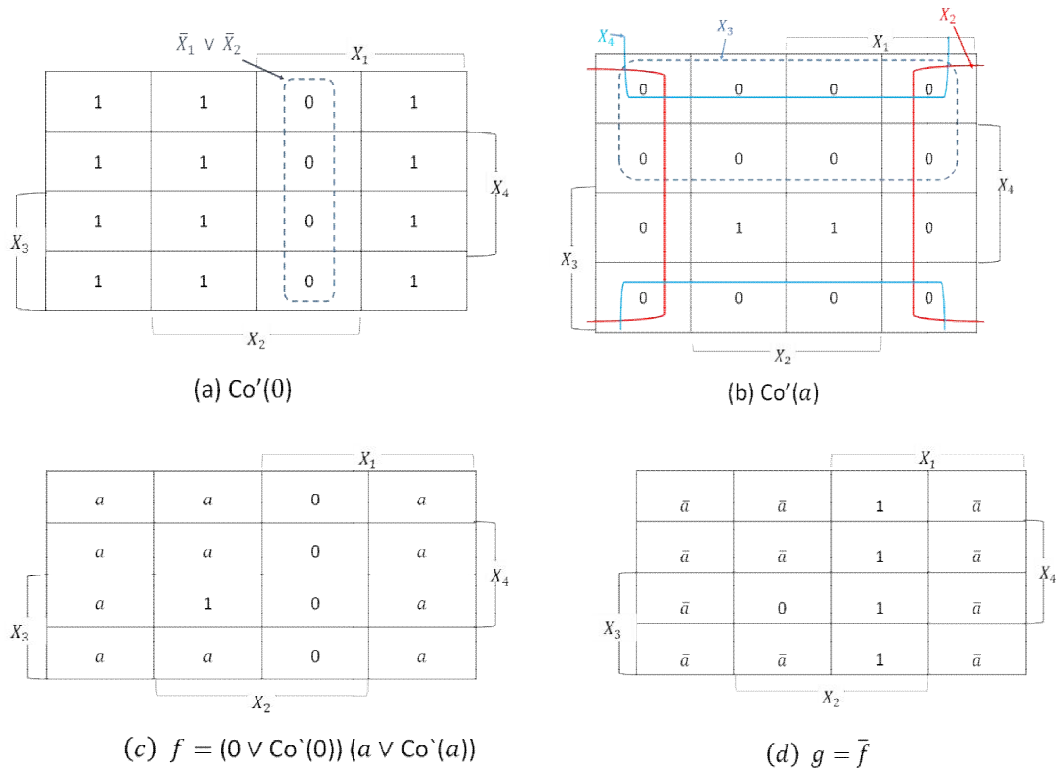 X̄₁ ∨ X̄₂
X₁
1 1 0 1
1 1 0 1
X₄
1 1 0 1
X₃
1 1 0 1
X₂
(a) Co'(0)
X₄
X₃
X₂
X₁
0 0 0 0
0 0 0 0
X₄
0 1 1 0
X₃
0 0 0 0
X₂
(b) Co'(a)
X₁
a a 0 a
a a 0 a
X₄
a 1 0 a
X₃
a a 0 a
X₂
(c) f = (0 ∨ Co`(0)) (a ∨ Co`(a))
X₁
ā ā 1 ā
ā ā 1 ā
X₄
ā 0 1 ā
X₃
ā ā 1 ā
X₂
(d) g = f̄